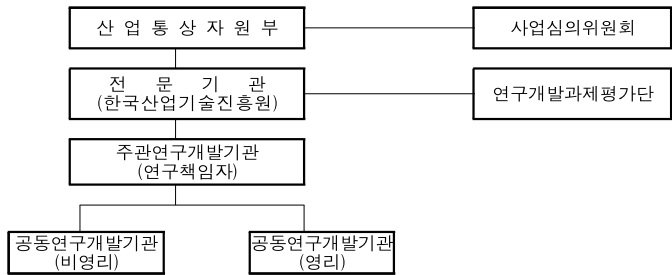 산 업 통 상 자 원 부
사업심의위원회
전 문 기 관
(한국산업기술진흥원)
연구개발과제평가단
주관연구개발기관
(연구책임자)
공동연구개발기관
(비영리)
공동연구개발기관
(영리)